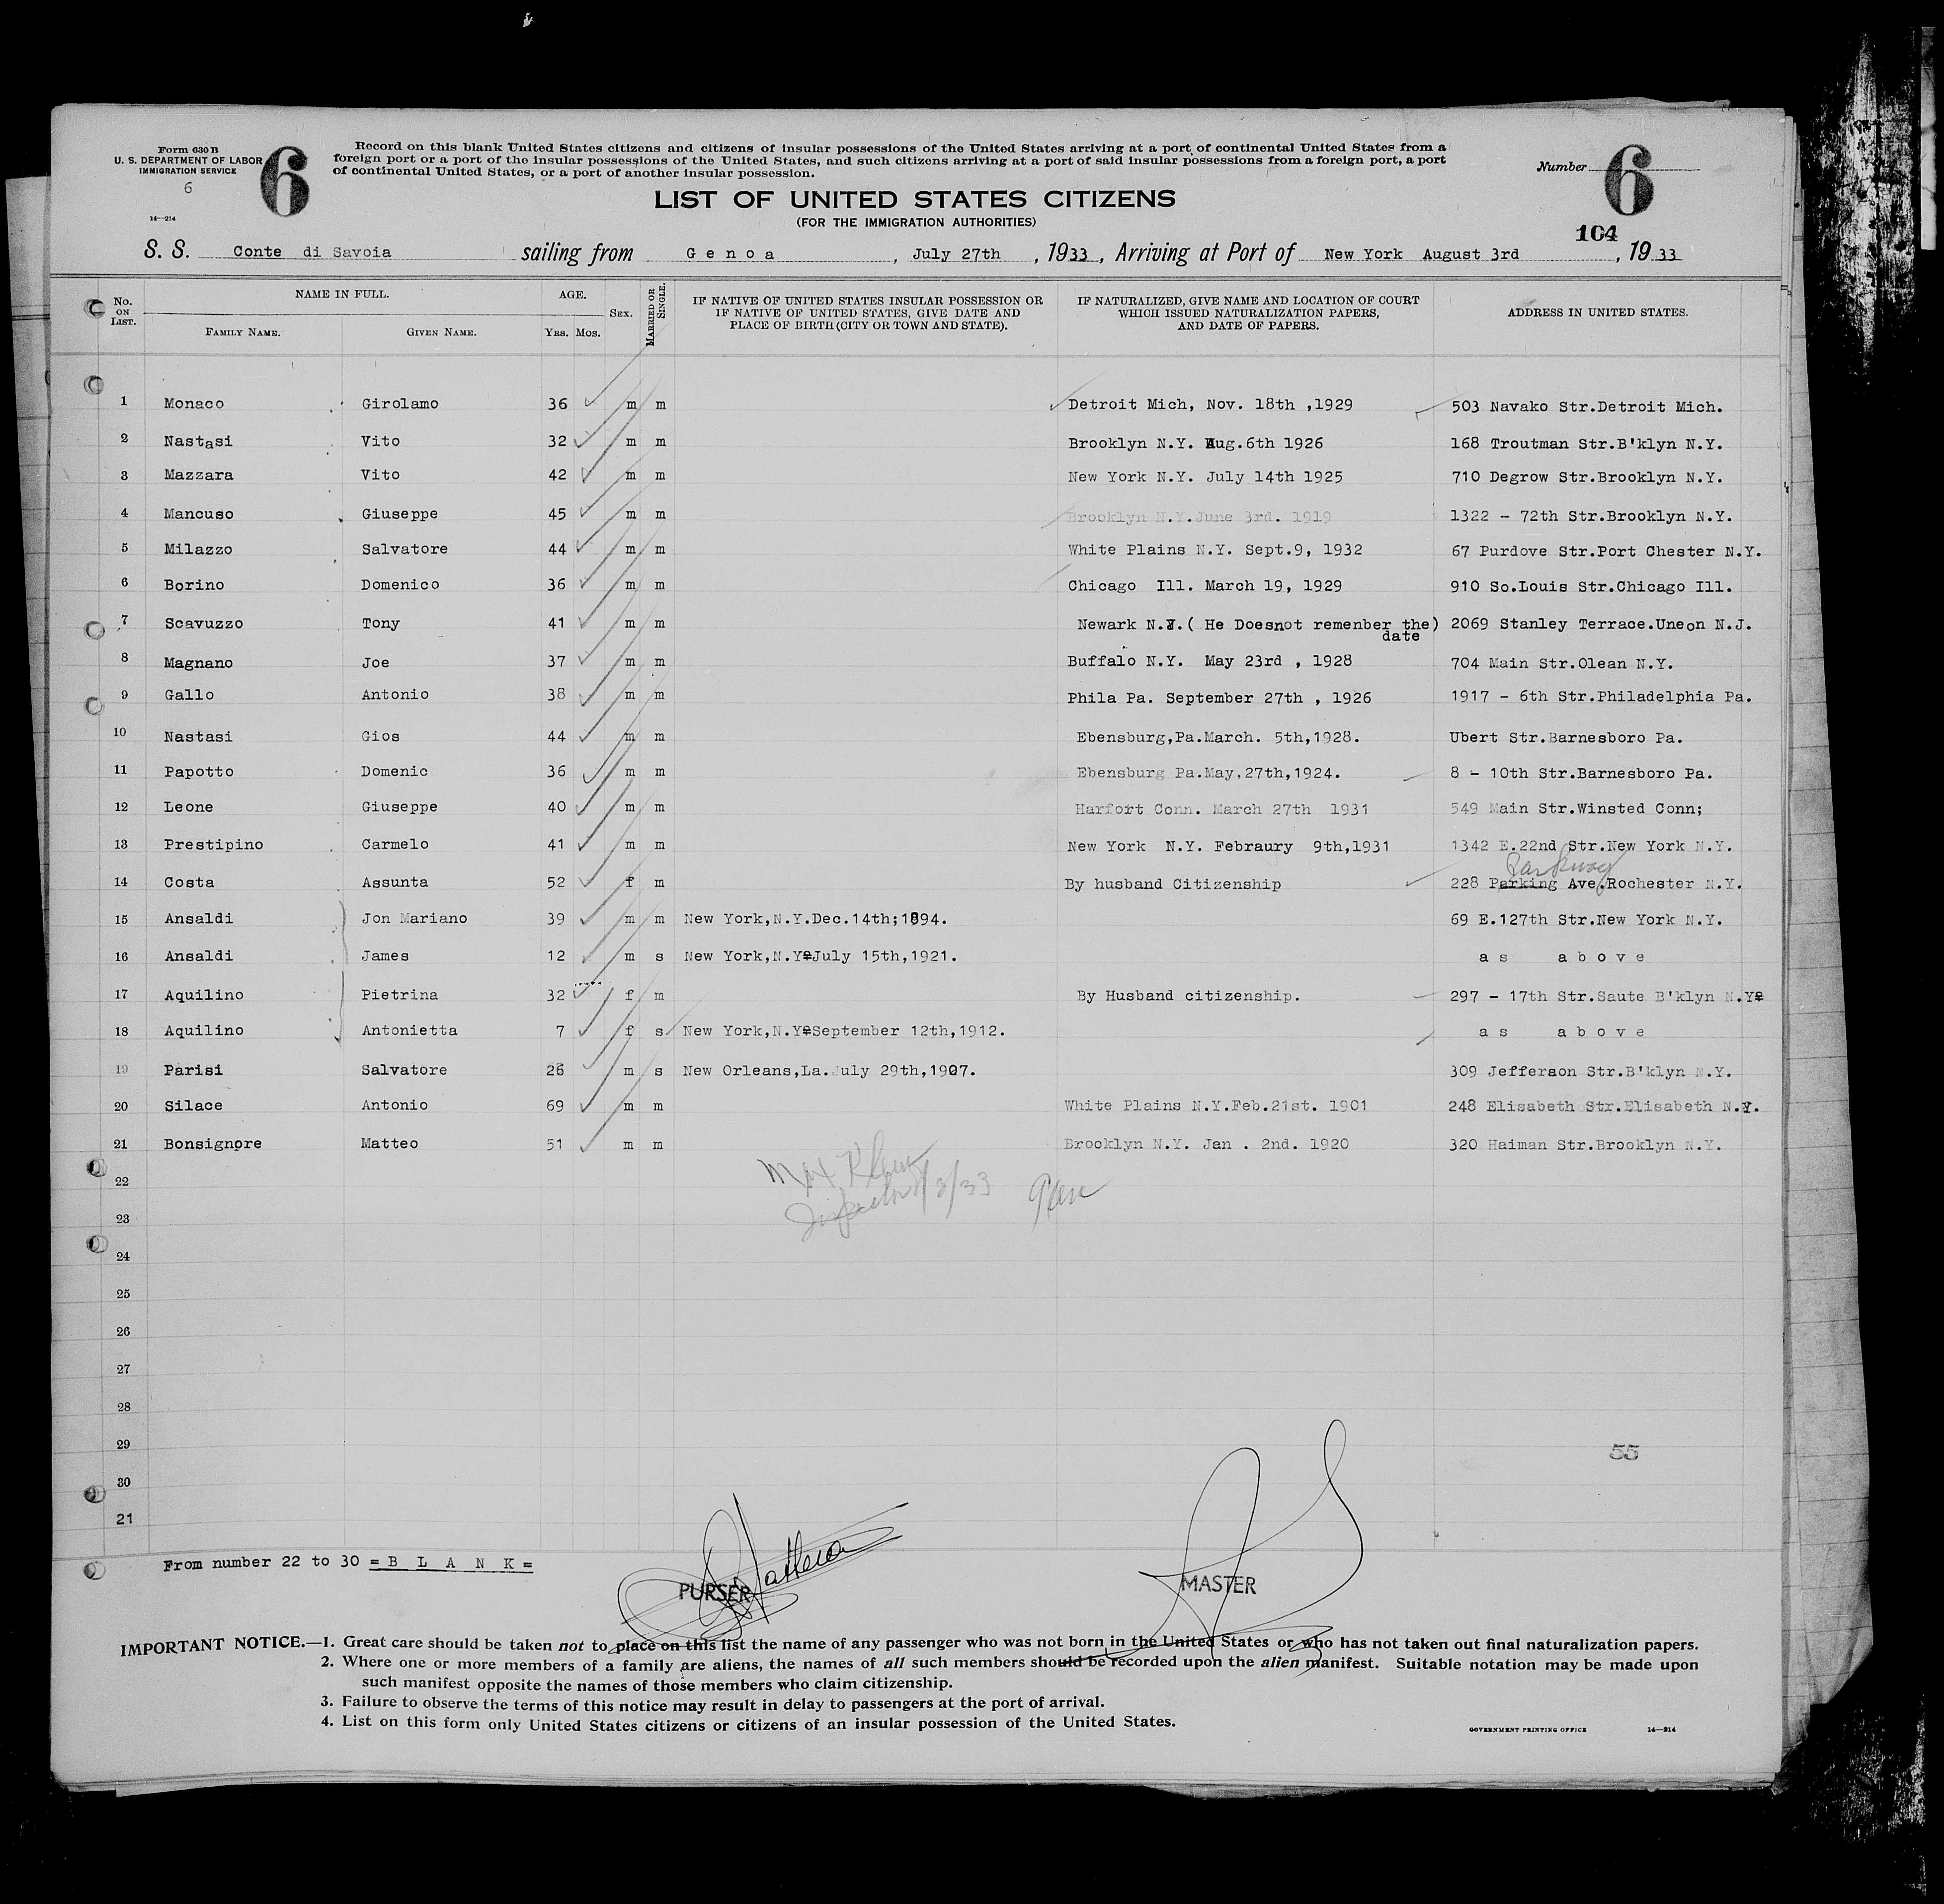 Form 630 B
U. S. DEPARTMENT OF LABOR
IMMIGRATION SERVICE
6
14—214
6
Record on this blank United States citizens and citizens of insular possessions of the United States arriving at a port of continental United States from a
foreign port or a port of the insular possessions of the United States, and such citizens arriving at a port of said insular possessions from a foreign port, a port
of continental United States, or a port of another insular possession.
Number 6
LIST OF UNITED STATES CITIZENS
(FOR THE IMMIGRATION AUTHORITIES)
104
S. S. Conte di Savoia sailing from G e n o a , July 27th , 1933 , Arriving at Port of New York August 3rd , 1933
No. ON LIST. NAME IN FULL. FAMILY NAME. GIVEN NAME. AGE. YRS. MOS. SEX. MARRIED OR SINGLE. IF NATIVE OF UNITED STATES INSULAR POSSESSION OR IF NATIVE OF UNITED STATES, GIVE DATE AND PLACE OF BIRTH (CITY OR TOWN AND STATE). IF NATURALIZED, GIVE NAME AND LOCATION OF COURT WHICH ISSUED NATURALIZATION PAPERS, AND DATE OF PAPERS. ADDRESS IN UNITED STATES.
1 Monaco Girolamo 36 m m Detroit Mich, Nov. 18th ,1929 503 Navako Str.Detroit Mich.
2 Nastasi Vito 32 m m Brooklyn N.Y. Aug.6th 1926 168 Troutman Str.B'klyn N.Y.
3 Mazzara Vito 42 m m New York N.Y. July 14th 1925 710 Degrow Str.Brooklyn N.Y.
4 Mancuso Giuseppe 45 m m Brooklyn N.Y.June 3rd. 1919 1322 - 72th Str.Brooklyn N.Y.
5 Milazzo Salvatore 44 m m White Plains N.Y. Sept.9, 1932 67 Purdove Str.Port Chester N.Y.
6 Borino Domenico 36 m m Chicago Ill. March 19, 1929 910 So.Louis Str.Chicago Ill.
7 Scavuzzo Tony 41 m m Newark N.J.( He Doesnot remenber the) date 2069 Stanley Terrace.Uneon N.J.
8 Magnano Joe 37 m m Buffalo N.Y. May 23rd , 1928 704 Main Str.Olean N.Y.
9 Gallo Antonio 38 m m Phila Pa. September 27th , 1926 1917 - 6th Str.Philadelphia Pa.
10 Nastasi Gios 44 m m Ebensburg,Pa.March. 5th,1928. Ubert Str.Barnesboro Pa.
11 Papotto Domenic 36 m m Ebensburg Pa.May,27th,1924. 8 - 10th Str.Barnesboro Pa.
12 Leone Giuseppe 40 m m Harfort Conn. March 27th 1931 549 Main Str.Winsted Conn;
13 Prestipino Carmelo 41 m m New York N.Y. Febraury 9th,1931 1342 E.22nd Str.New York N.Y.
Parkway
14 Costa Assunta 52 f m By husband Citizenship 228 Parking Ave.Rochester N.Y.
15 Ansaldi Jon Mariano 39 m m New York,N.Y.Dec.14th;1894. 69 E.127th Str.New York N.Y.
16 Ansaldi James 12 m s New York,N.Y.July 15th,1921. a s a b o v e
17 Aquilino Pietrina 32 f m By Husband citizenship. 297 - 17th Str.Saute B'klyn N.Y.
18 Aquilino Antonietta 7 f s New York,N.Y.September 12th,1912. a s a b o v e
19 Parisi Salvatore 26 m s New Orleans,La.July 29th,1907. 309 Jefferson Str.B'klyn N.Y.
20 Silace Antonio 69 m m White Plains N.Y.Feb.21st. 1901 248 Elisabeth Str.Elisabeth N.Y.
21 Bonsignore Matteo 51 m m Brooklyn N.Y. Jan . 2nd. 1920 320 Haiman Str.Brooklyn N.Y.
22
Inspector 8/3/33
23
24
25
26
27
28
29 55
30
21
From number 22 to 30 =B L A N K=
PURSER
MASTER
IMPORTANT NOTICE.—1. Great care should be taken not to place on this list the name of any passenger who was not born in the United States or who has not taken out final naturalization papers.
2. Where one or more members of a family are aliens, the names of all such members should be recorded upon the alien manifest. Suitable notation may be made upon
such manifest opposite the names of those members who claim citizenship.
3. Failure to observe the terms of this notice may result in delay to passengers at the port of arrival.
4. List on this form only United States citizens or citizens of an insular possession of the United States.
GOVERNMENT PRINTING OFFICE 14—214